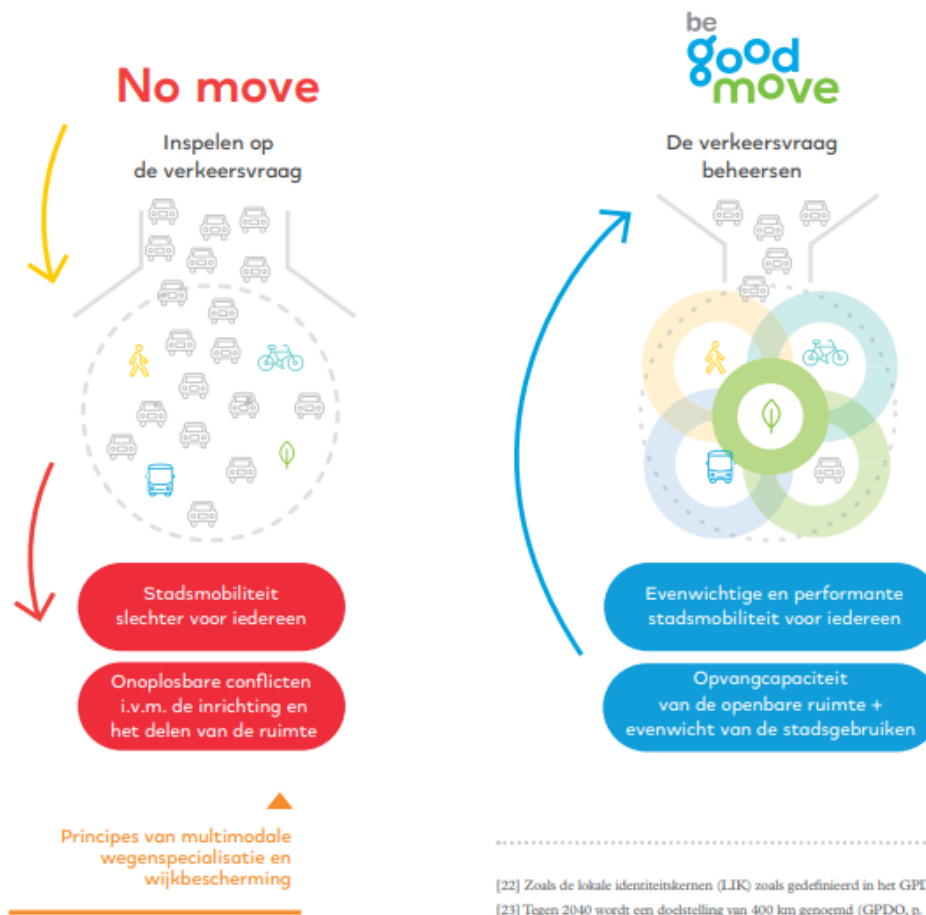 No move
Inspelen op
de verkeersvraag
Stadsmobiliteit
slechter voor iedereen
Onoplosbare conflicten
i.v.m. de inrichting en
het delen van de ruimte
Principes van multimodale
wegenspecialisatie en
wijkbescherming
be
good
move
De verkeersvraag
beheersen
Evenwichtige en performante
stadsmobiliteit voor iedereen
Opvangcapaciteit
van de openbare ruimte +
evenwicht van de stadsgebruiken
[22] Zoals de lokale identiteitskernen (LIK) zoals gedefinieerd in het GPD
[23] Tegen 2040 wordt een doelstelling van 400 km genoemd (GPDO, p.